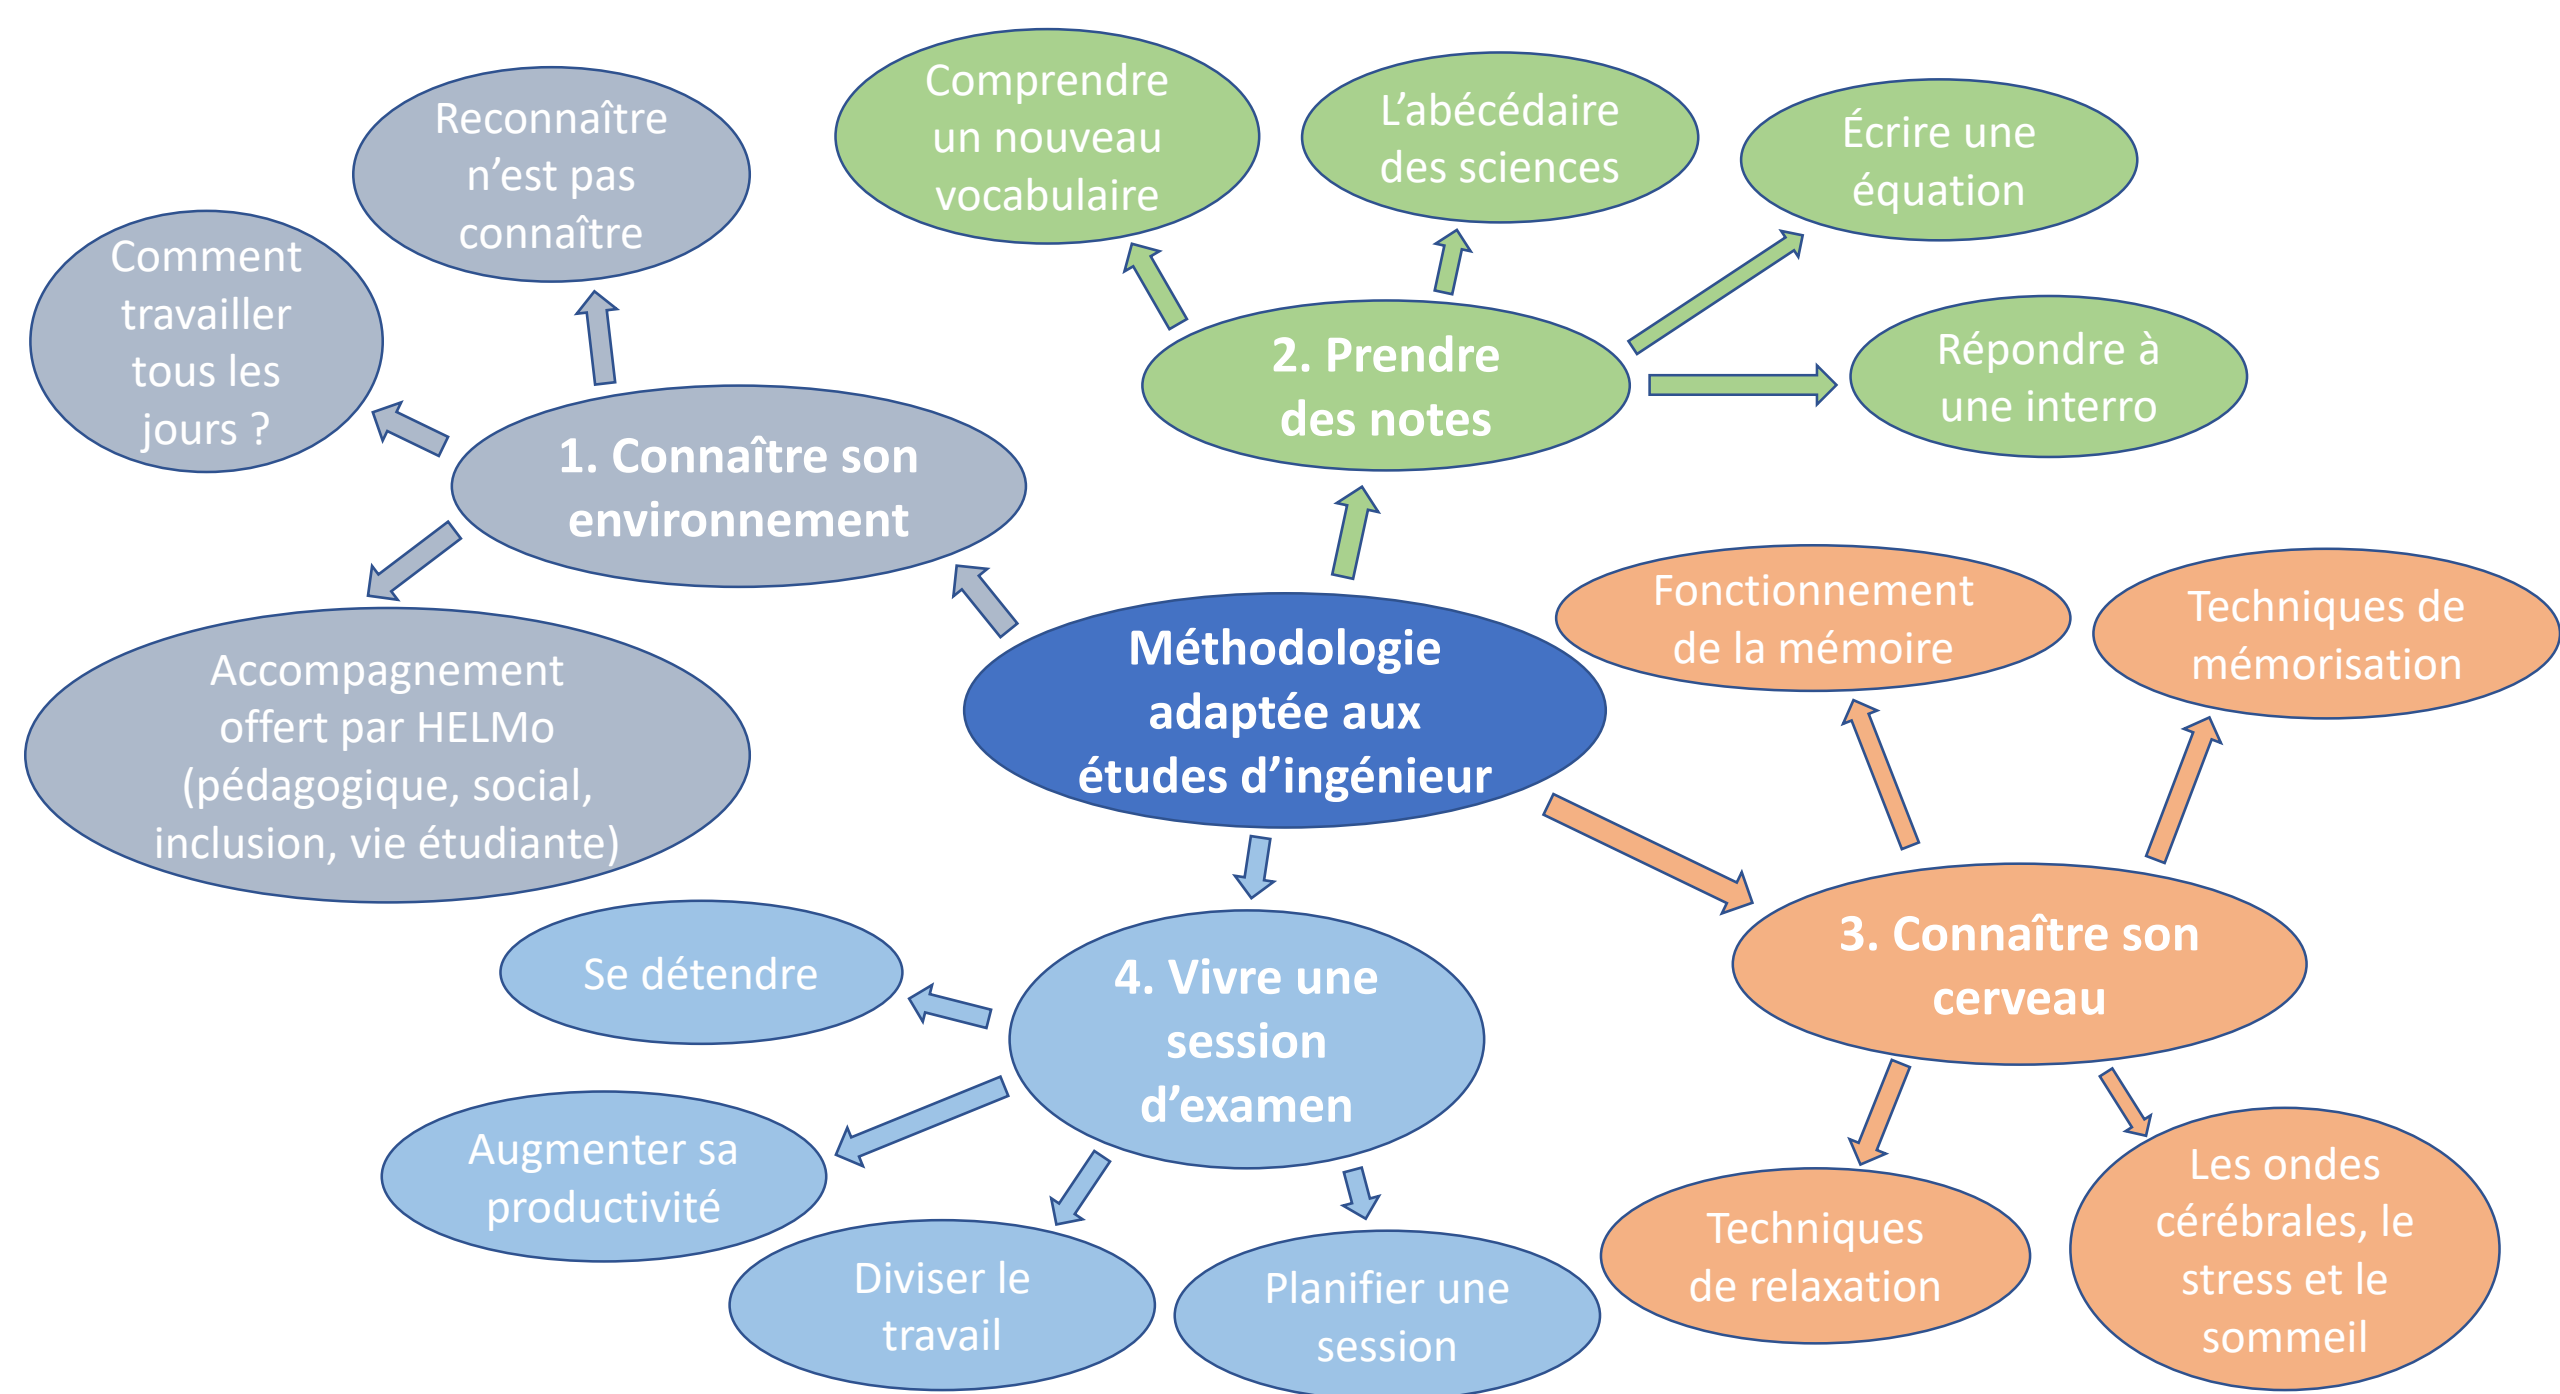 Méthodologie
adaptée aux
études d’ingénieur
1. Connaître son
environnement
Reconnaître
n’est pas
connaître
Comment
travailler
tous les
jours ?
Accompagnement
offert par HELMo
(pédagogique, social,
inclusion, vie étudiante)
2. Prendre
des notes
Comprendre
un nouveau
vocabulaire
L’abécédaire
des sciences
Écrire une
équation
Répondre à
une interro
3. Connaître son
cerveau
Fonctionnement
de la mémoire
Techniques de
mémorisation
Techniques
de relaxation
Les ondes
cérébrales, le
stress et le
sommeil
4. Vivre une
session
d’examen
Se détendre
Augmenter sa
productivité
Diviser le
travail
Planifier une
session